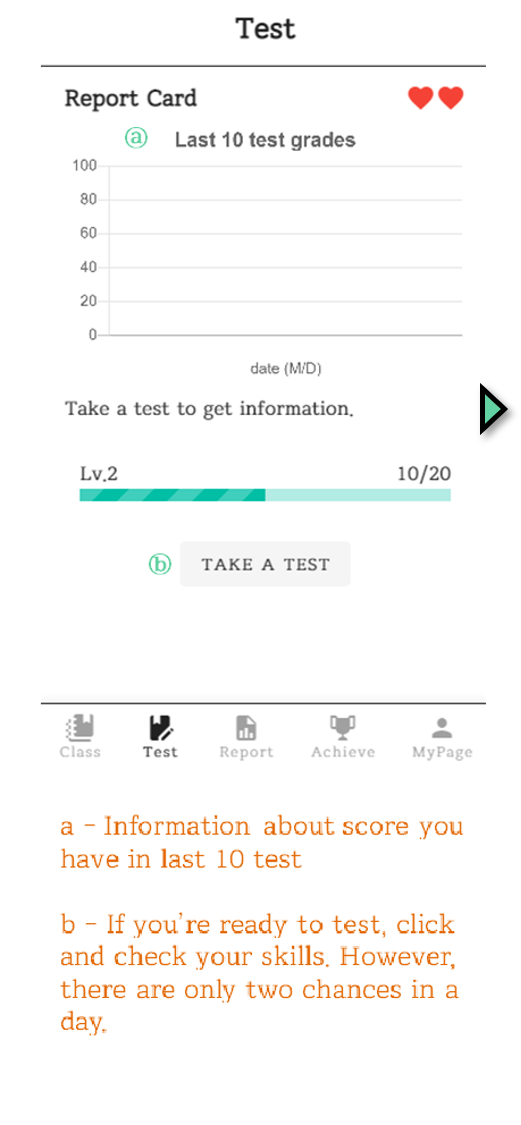 Test
Report Card
ⓐ Last 10 test grades
100
80
60
40
20
0
date (M/D)
Take a test to get information.
Lv.2 10/20
ⓑ TAKE A TEST
Class Test Report Achieve MyPage
a - Information about score you
have in last 10 test
b - If you're ready to test, click
and check your skills. However,
there are only two chances in a
day.